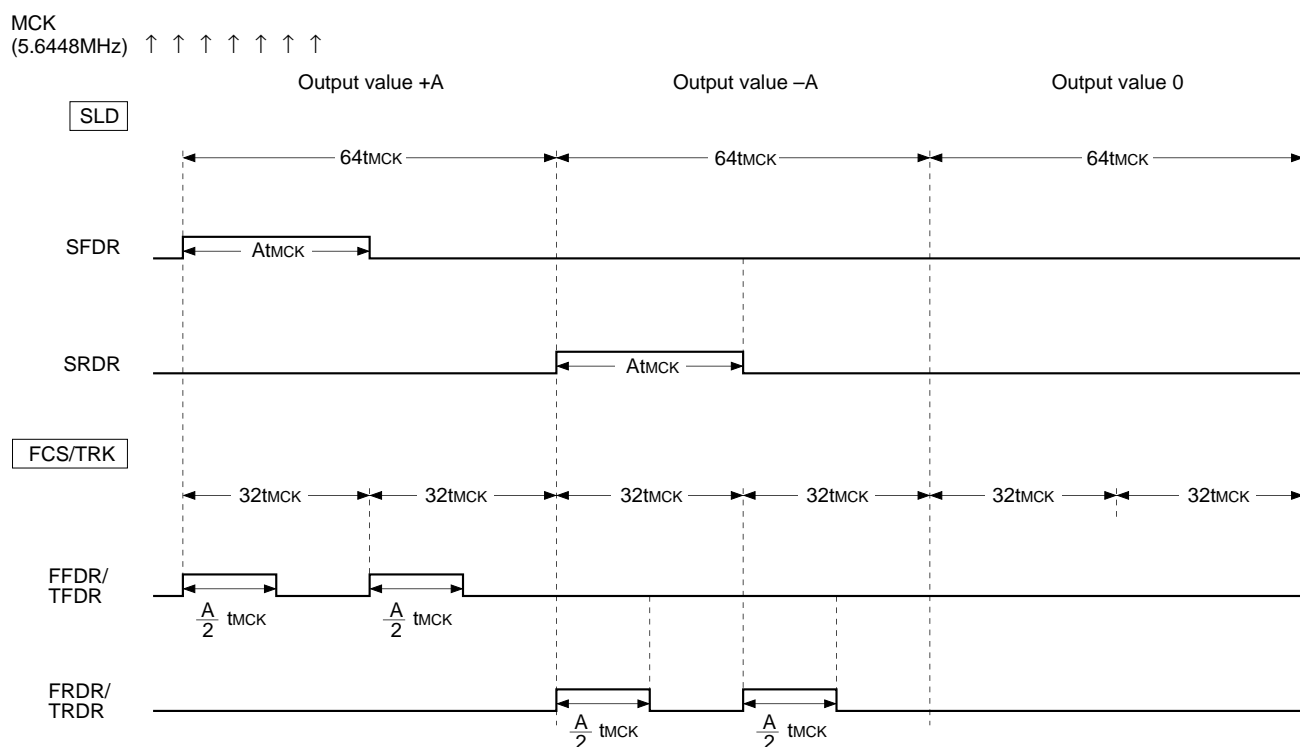 MCK
(5.6448MHz) ↑ ↑ ↑ ↑ ↑ ↑ ↑
Output value +A Output value –A Output value 0
SLD
64tMCK 64tMCK 64tMCK
SFDR
AtMCK
SRDR
AtMCK
FCS/TRK
32tMCK 32tMCK 32tMCK 32tMCK 32tMCK 32tMCK
FFDR/
TFDR
A/2 tMCK A/2 tMCK
FRDR/
TRDR
A/2 tMCK A/2 tMCK